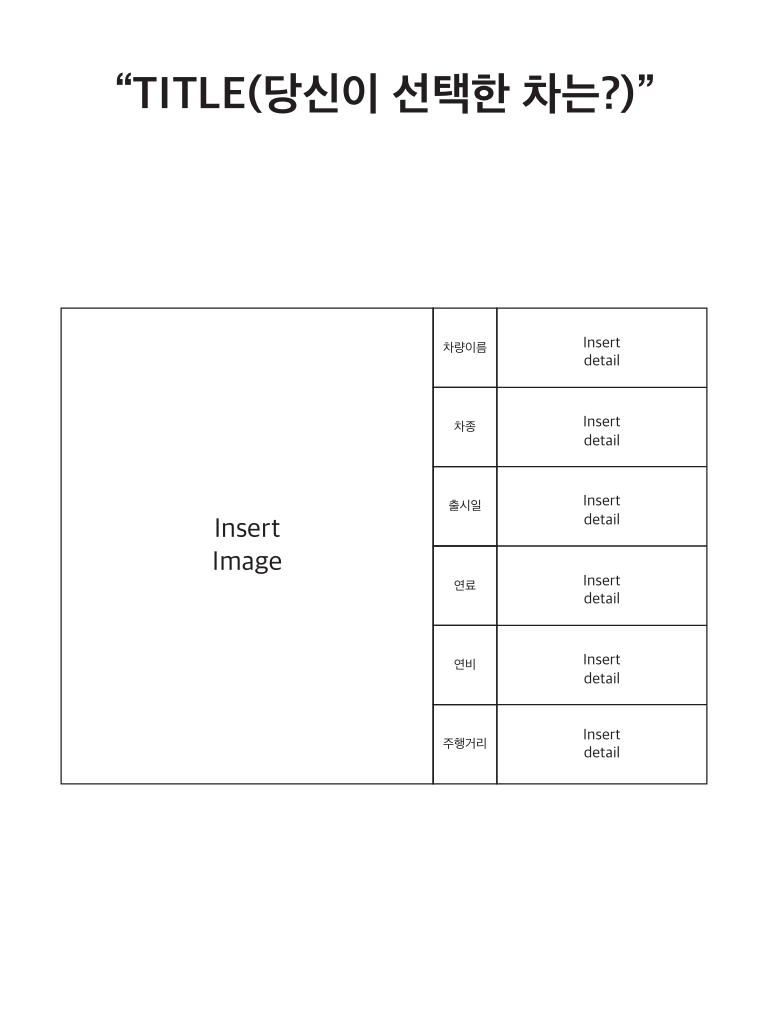 “TITLE(당신이 선택한 차는?)”
Insert
Image
차량이름
Insert
detail
차종
Insert
detail
출시일
Insert
detail
연료
Insert
detail
연비
Insert
detail
주행거리
Insert
detail